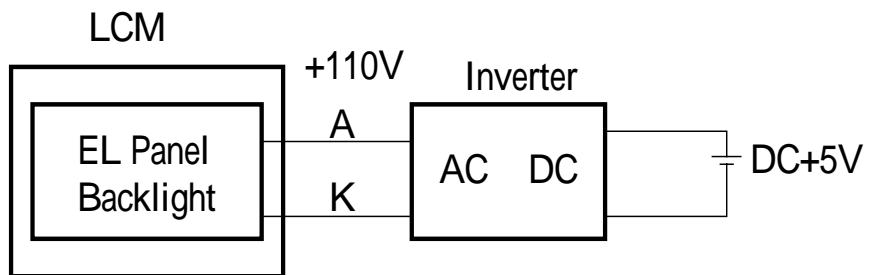 LCM
+110V
Inverter
A
EL Panel
Backlight
AC DC
DC+5V
K